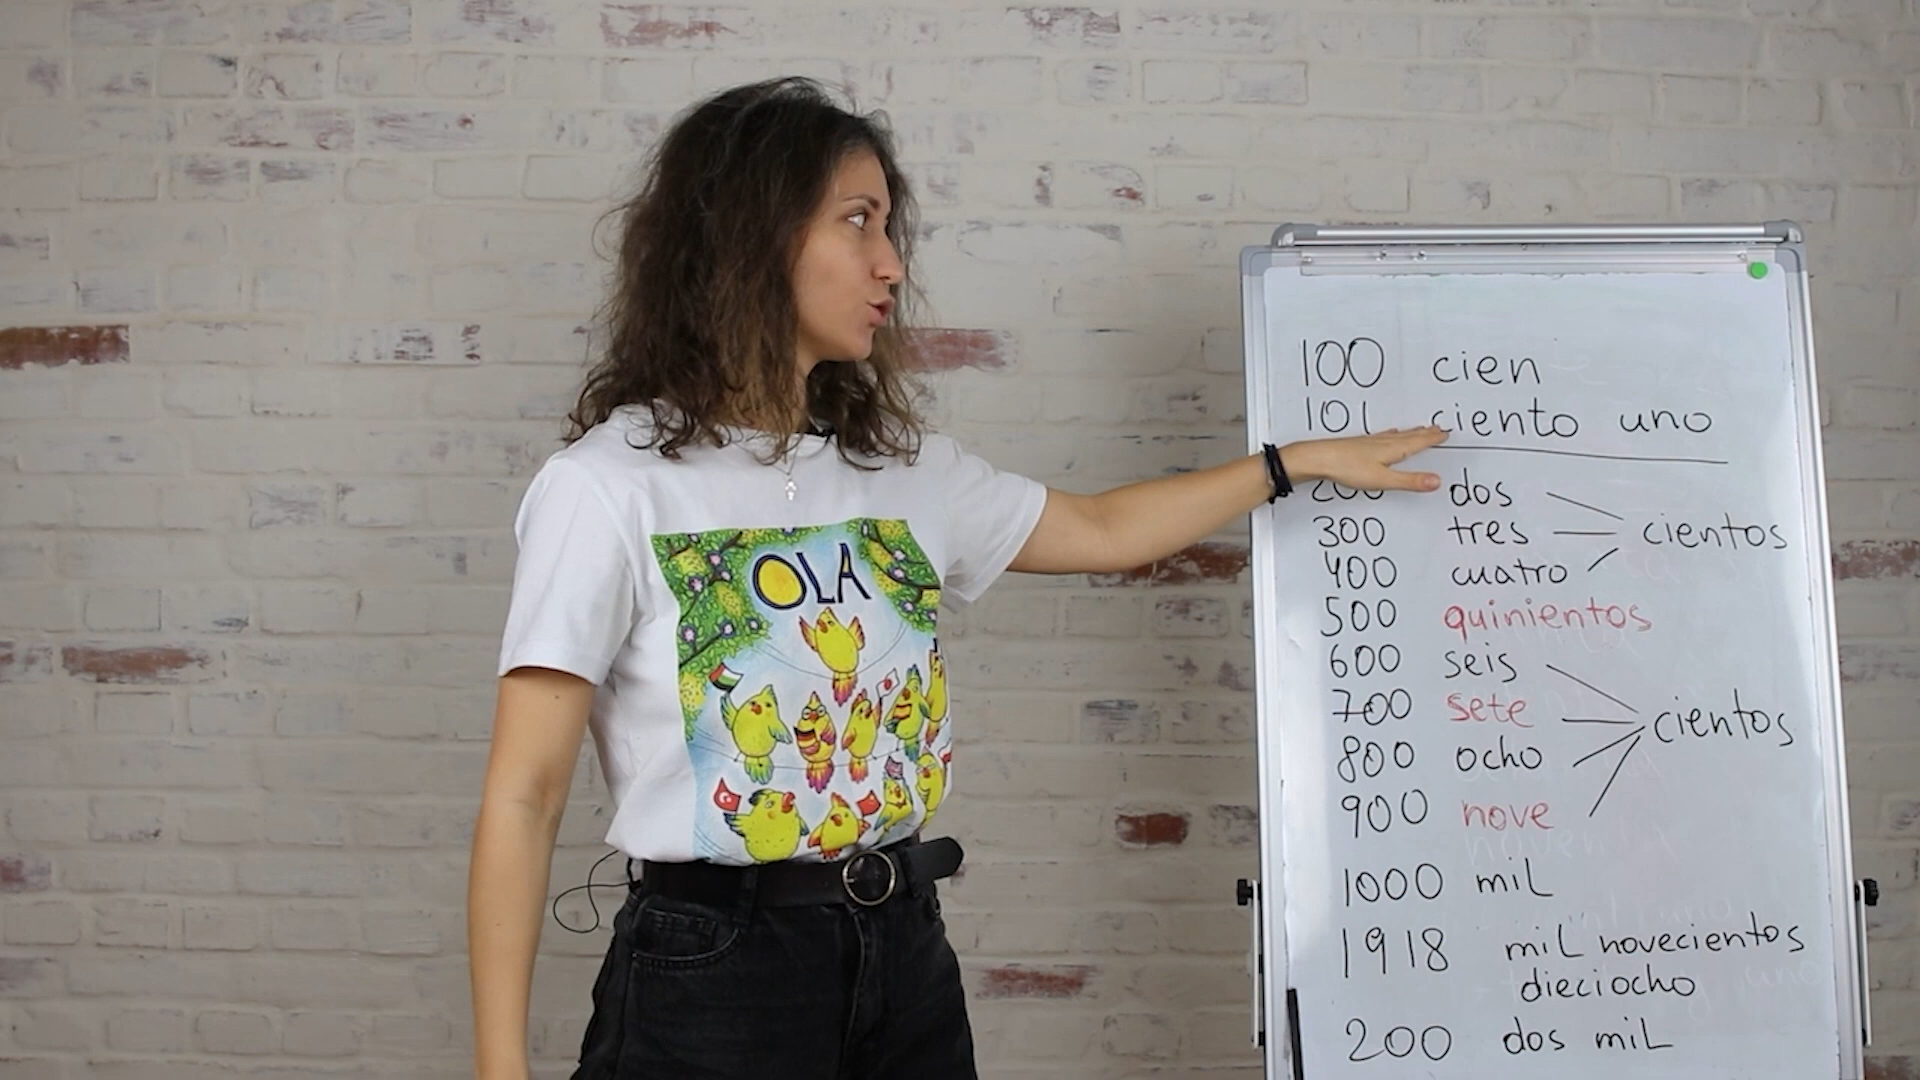 OLA
100 cien
101 ciento uno
200 dos
300 tres cientos
400 cuatro
500 quinientos
600 seis
700 sete cientos
800 ocho
900 nove
1000 mil
1918 mil novecientos
dieciocho
200 dos mil